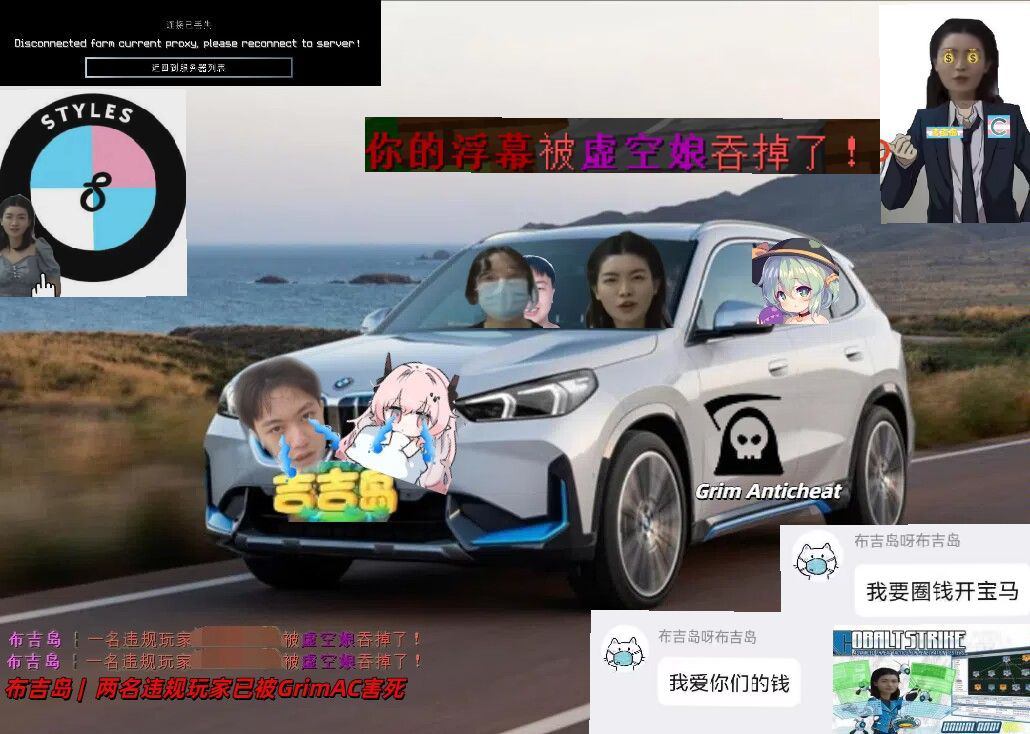 连接已丢失
Disconnected form current proxy, please reconnect to server!
返回到服务器列表
STYLES
你的浮幕被虚空娘吞掉了！
吉吉岛
Grim Anticheat
布吉岛呀布吉岛
我要圈钱开宝马
布吉岛呀布吉岛
我爱你们的钱
COBALTSTRIKE
DOWNLOAD!
布吉岛 | 一名违规玩家 被虚空娘吞掉了！
布吉岛 | 一名违规玩家 被虚空娘吞掉了！
布吉岛 | 两名违规玩家已被GrimAC害死